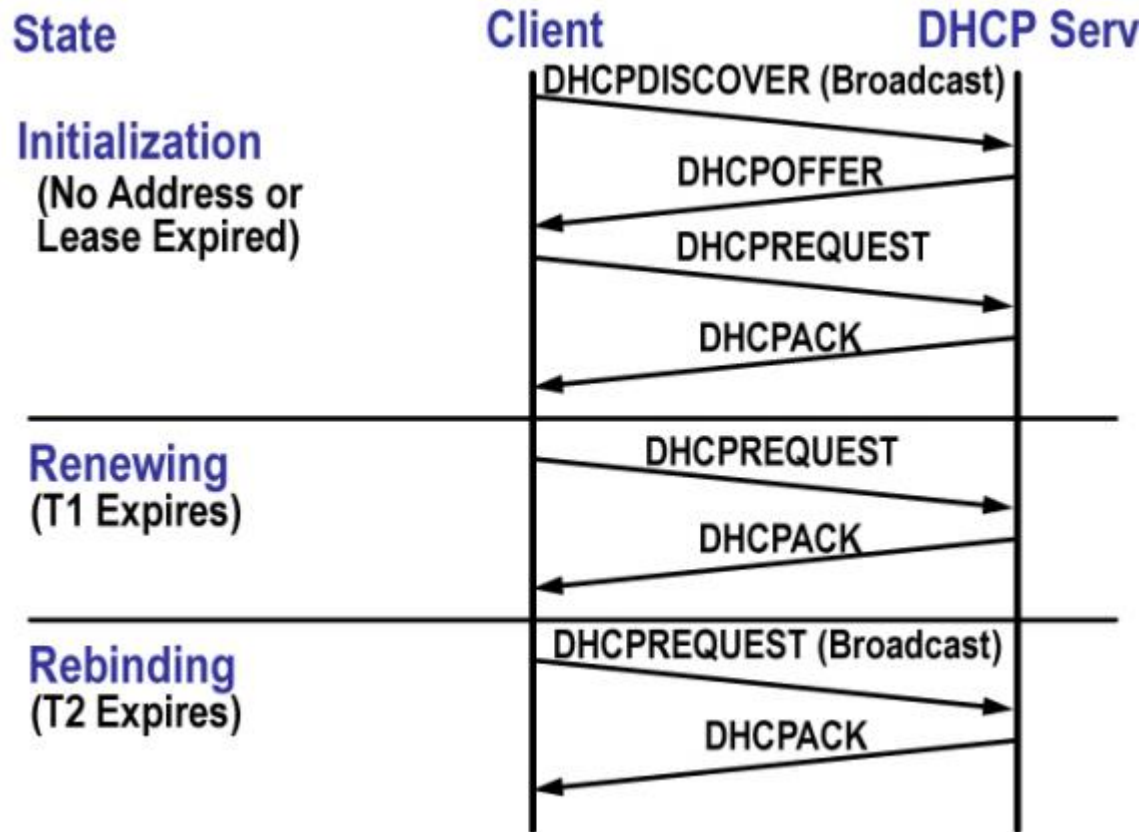 State
Client
DHCP Serv
DHCPDISCOVER (Broadcast)
Initialization
(No Address or
Lease Expired)
DHCPOFFER
DHCPREQUEST
DHCPACK
Renewing
(T1 Expires)
DHCPREQUEST
DHCPACK
Rebinding
(T2 Expires)
DHCPREQUEST (Broadcast)
DHCPACK